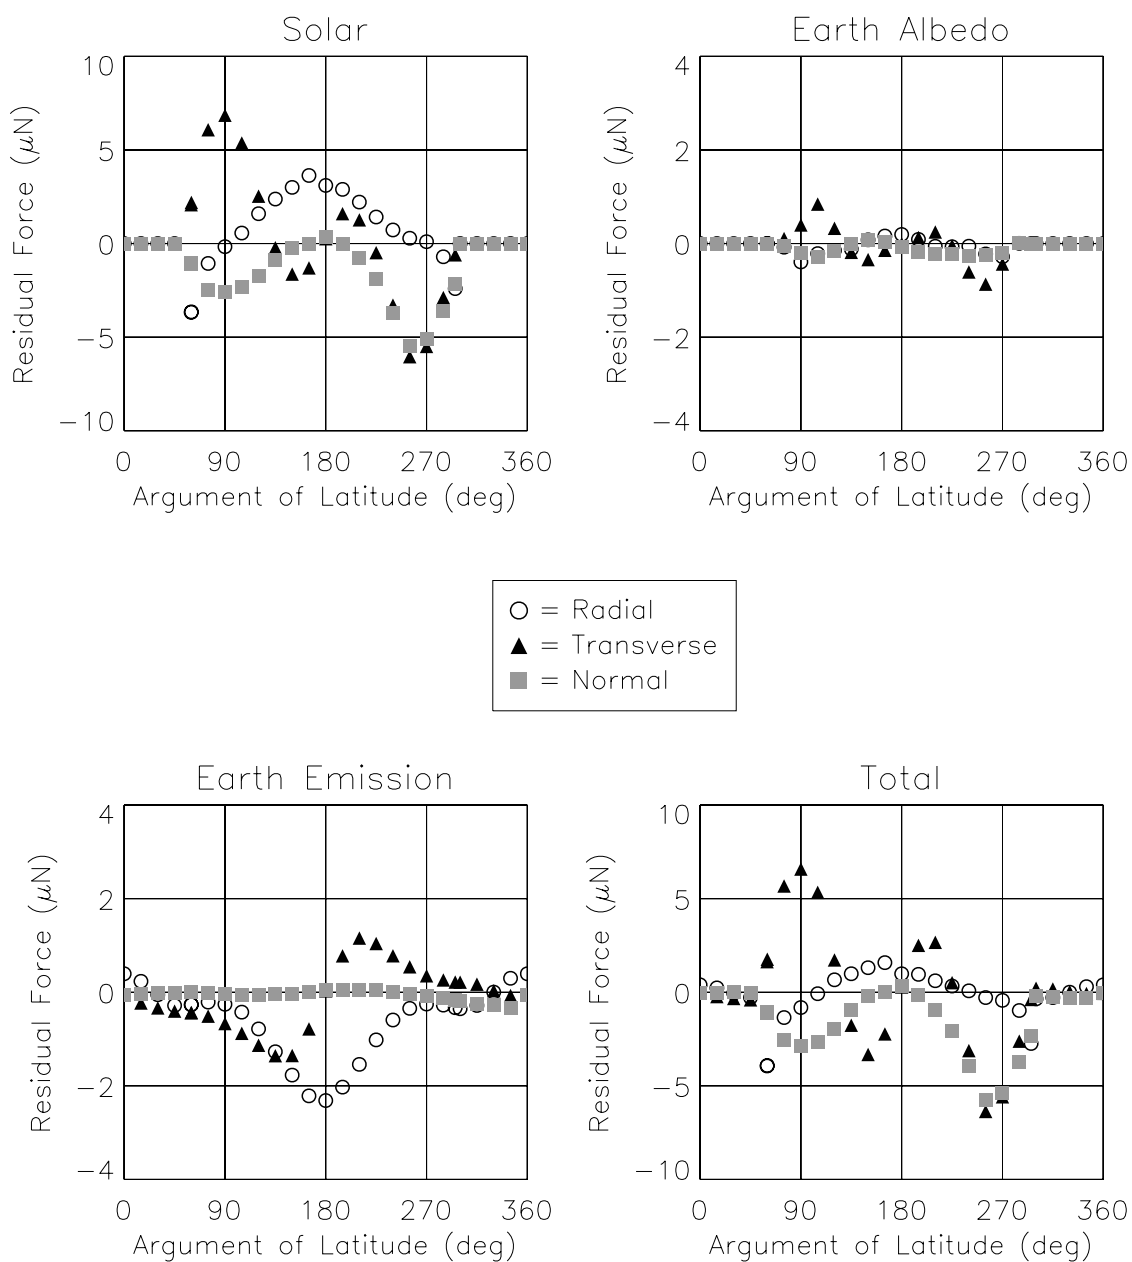 Solar
10
5
0
−5
−10
Residual Force (μN)
0 90 180 270 360
Argument of Latitude (deg)
Earth Albedo
4
2
0
−2
−4
Residual Force (μN)
0 90 180 270 360
Argument of Latitude (deg)
= Radial
= Transverse
= Normal
Earth Emission
4
2
0
−2
−4
Residual Force (μN)
0 90 180 270 360
Argument of Latitude (deg)
Total
10
5
0
−5
−10
Residual Force (μN)
0 90 180 270 360
Argument of Latitude (deg)